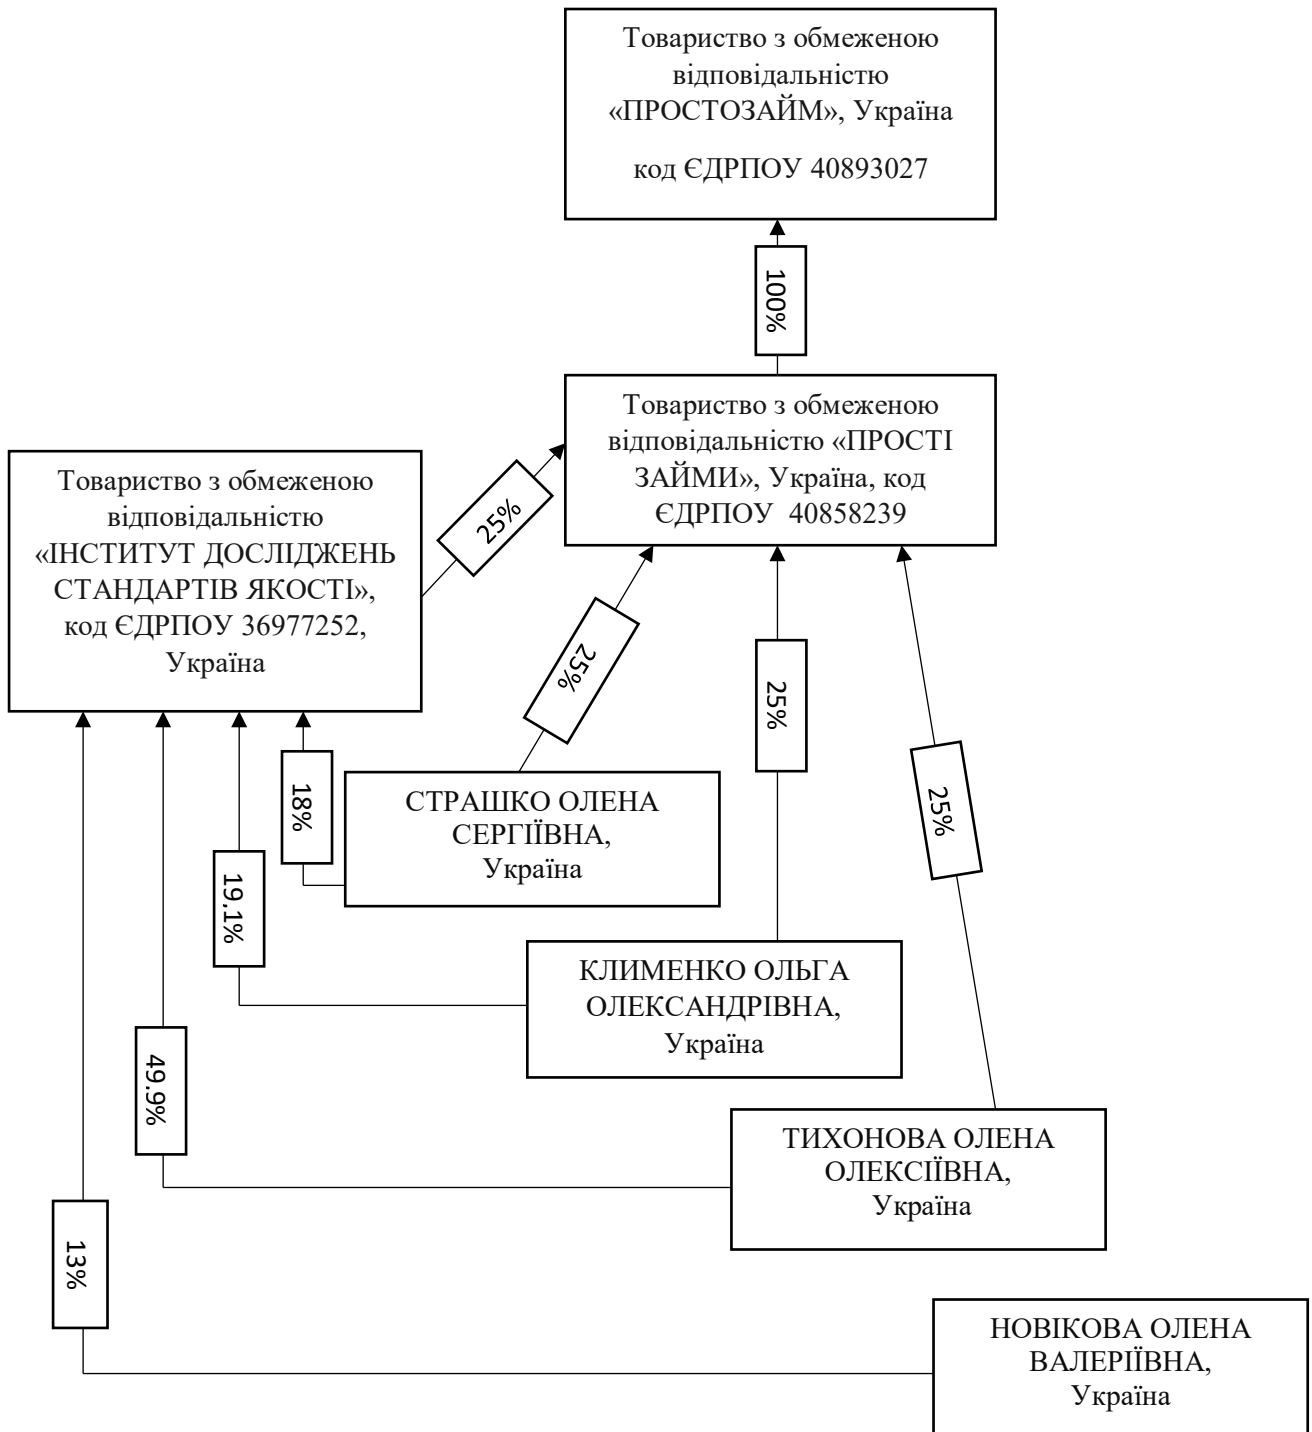 Товариство з обмеженою
відповідальністю
«ПРОСТОЗАЙМ», Україна
код ЄДРПОУ 40893027
100%
Товариство з обмеженою
відповідальністю «ПРОСТІ
ЗАЙМИ», Україна, код
ЄДРПОУ 40858239
Товариство з обмеженою
відповідальністю
«ІНСТИТУТ ДОСЛІДЖЕНЬ
СТАНДАРТІВ ЯКОСТІ»,
код ЄДРПОУ 36977252,
Україна
25%
25%
25%
25%
18%
19,1%
49.9%
13%
СТРАШКО ОЛЕНА
СЕРГІЇВНА,
Україна
КЛИМЕНКО ОЛЬГА
ОЛЕКСАНДРІВНА,
Україна
ТИХОНОВА ОЛЕНА
ОЛЕКСІЇВНА,
Україна
НОВІКОВА ОЛЕНА
ВАЛЕРІЇВНА,
Україна